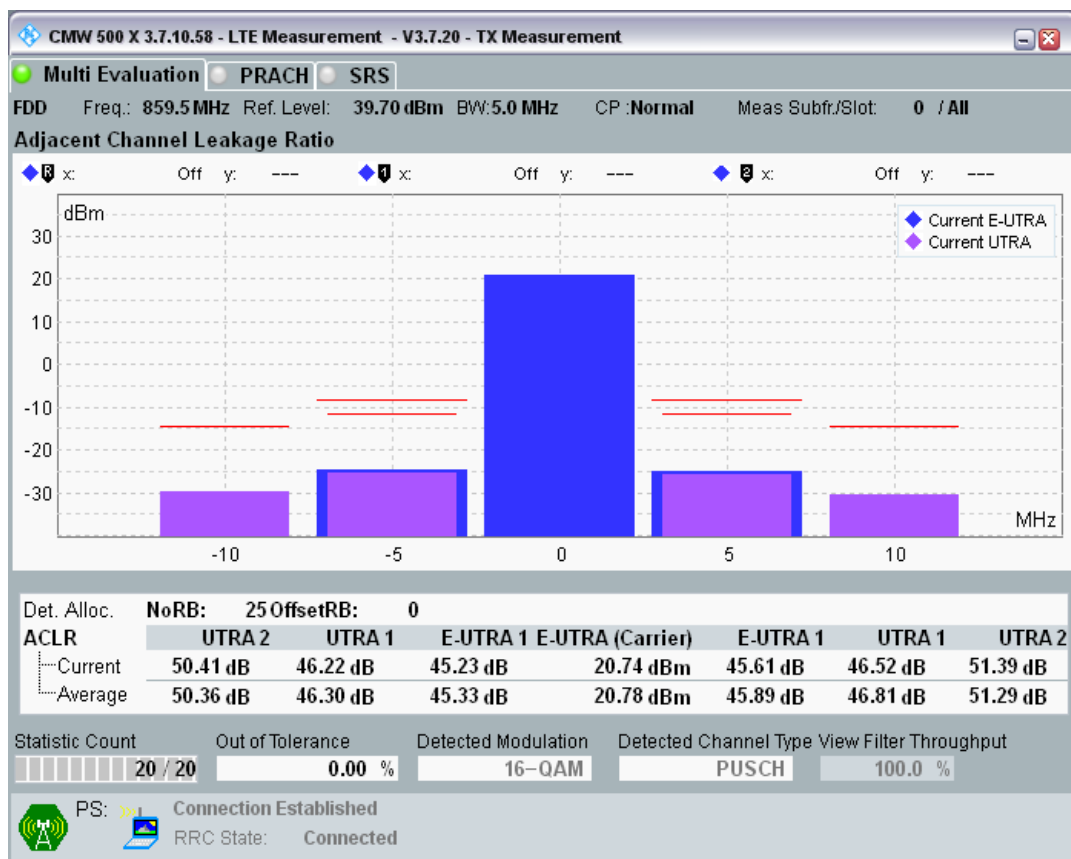 CMW 500 X 3.7.10.58 - LTE Measurement - V3.7.20 - TX Measurement
Multi Evaluation PRACH SRS
FDD Freq.: 859.5 MHz Ref. Level: 39.70 dBm BW:5.0 MHz CP :Normal Meas Subfr./Slot: 0 / All
Adjacent Channel Leakage Ratio
R x: Off y: --- 1 x: Off y: --- 2 x: Off y: ---
dBm
Current E-UTRA
Current UTRA
30
20
10
0
-10
-20
-30
MHz
-10 -5 0 5 10
Det. Alloc. NoRB: 25 OffsetRB: 0
ACLR UTRA 2 UTRA 1 E-UTRA 1 E-UTRA (Carrier) E-UTRA 1 UTRA 1 UTRA 2
Current 50.41 dB 46.22 dB 45.23 dB 20.74 dBm 45.61 dB 46.52 dB 51.39 dB
Average 50.36 dB 46.30 dB 45.33 dB 20.78 dBm 45.89 dB 46.81 dB 51.29 dB
Statistic Count Out of Tolerance Detected Modulation Detected Channel Type View Filter Throughput
20 / 20 0.00 % 16-QAM PUSCH 100.0 %
PS: Connection Established
RRC State: Connected